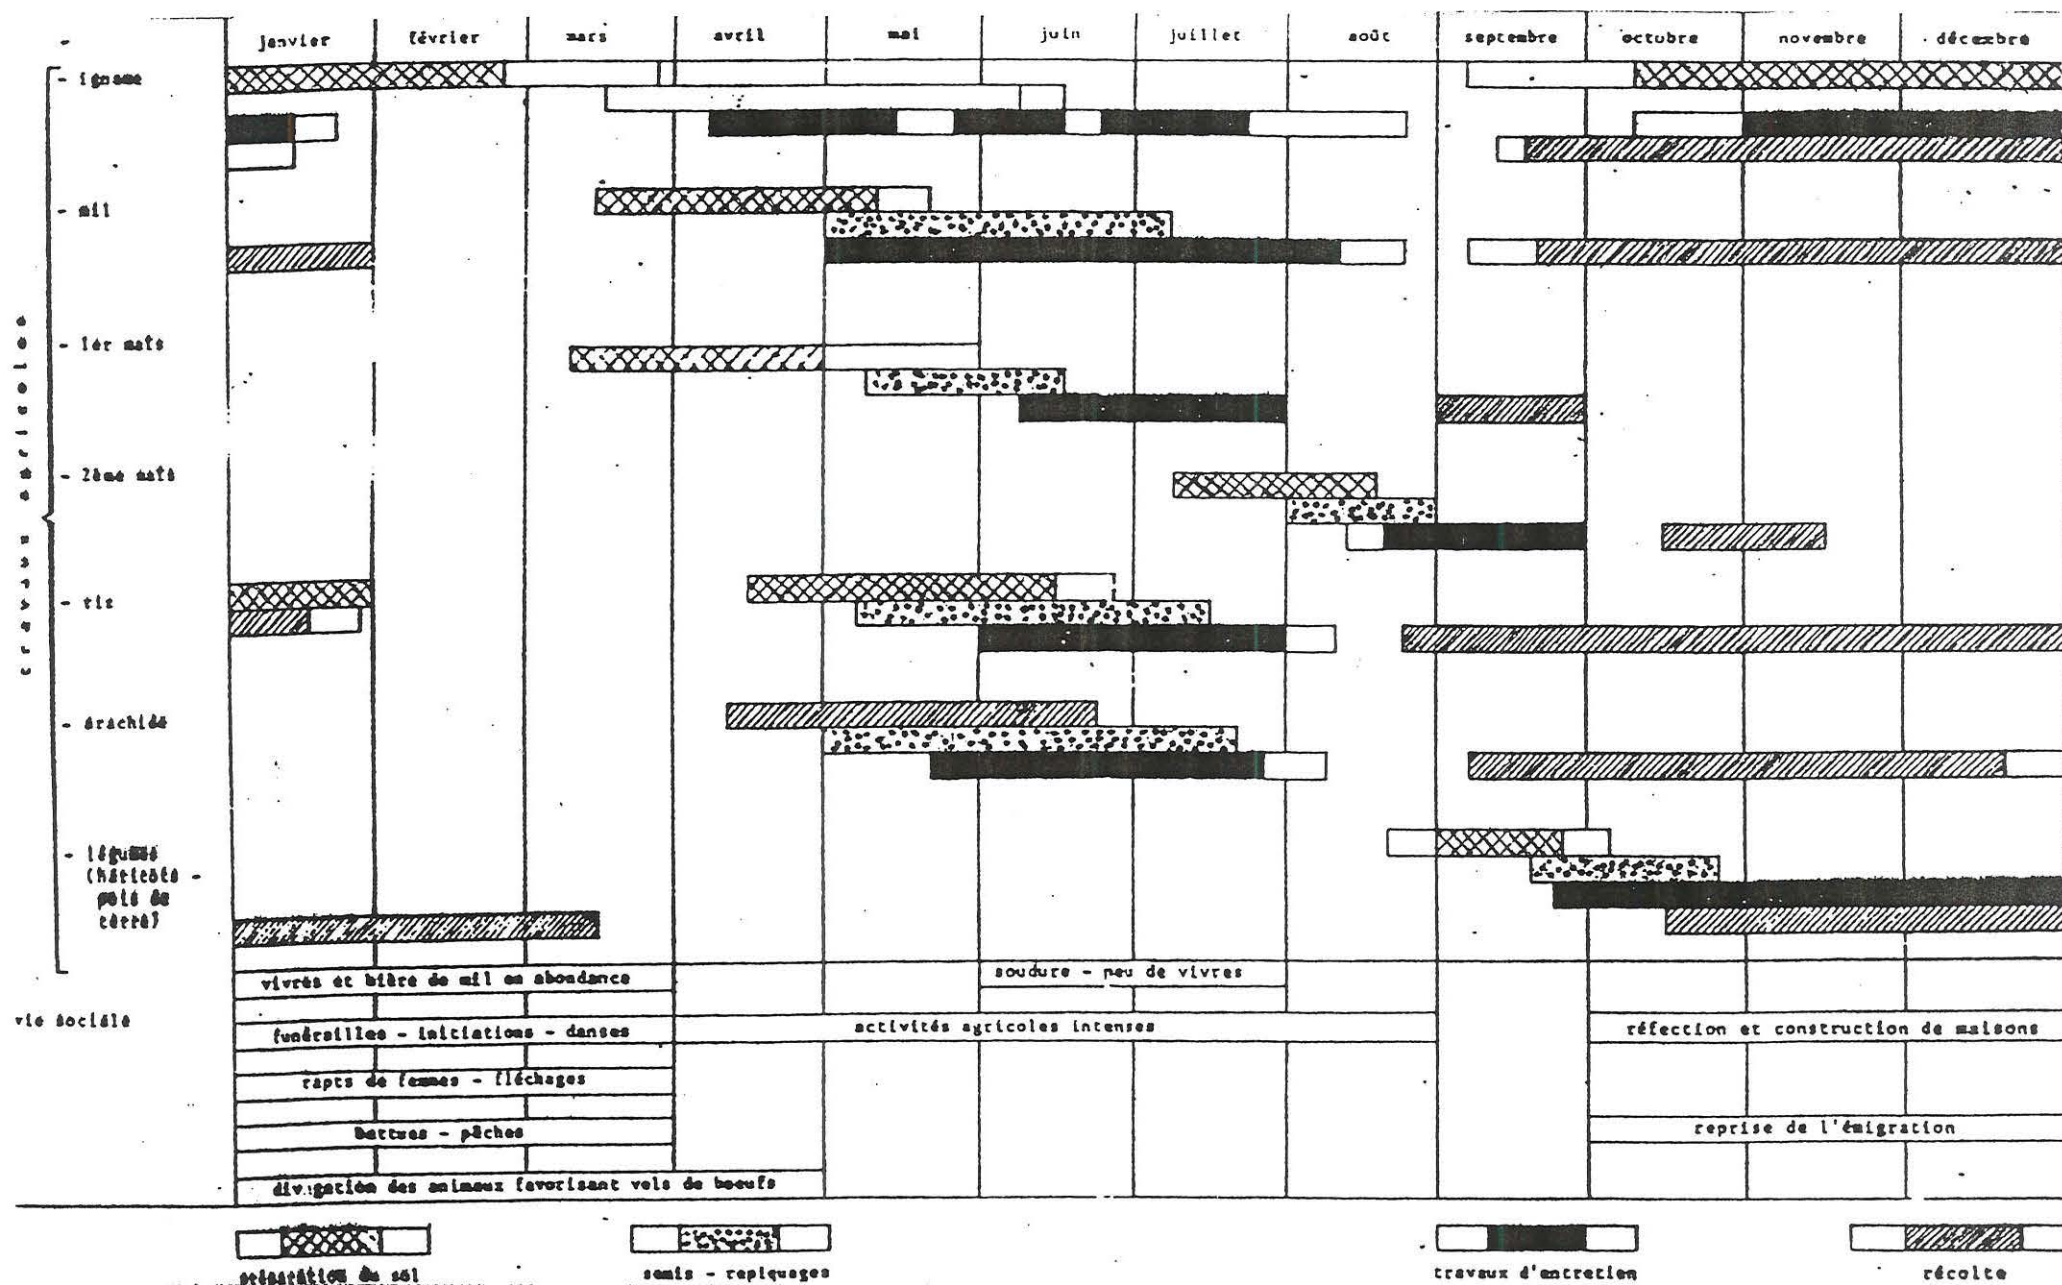 janvier février mars avril mai juin juillet août septembre octobre novembre décembre
travaux agricoles
- igname
- mil
- 1er maïs
- 2ème maïs
- riz
- arachide
- légumes
(haricots -
pois de
terre)
vie sociale
vivres et bière de mil en abondance
soudure - peu de vivres
funérailles - initiations - danses
activités agricoles intenses
réfection et construction de maisons
rapts de femmes - fléchages
battues - pêches
reprise de l'émigration
divagation des animaux favorisant vols de boeufs
préparation du sol
semis - repiquages
travaux d'entretien
récolte